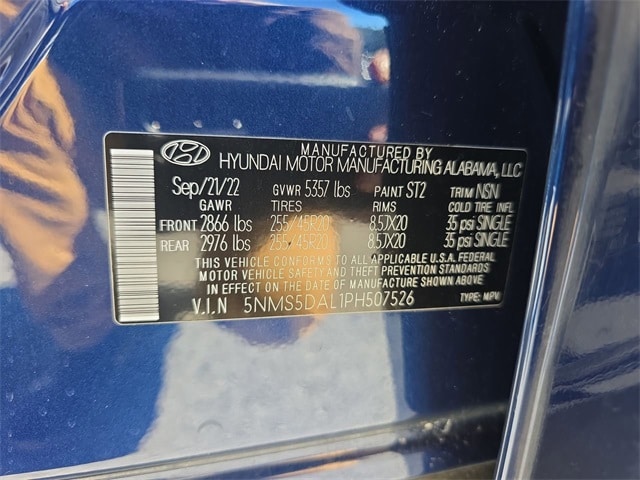 MANUFACTURED BY
HYUNDAI MOTOR MANUFACTURING ALABAMA, LLC
Sep/21/22 GVWR 5357 lbs PAINT ST2 TRIM NSN
GAWR TIRES RIMS COLD TIRE INFL
FRONT 2866 lbs 255/45R20 8.5JX20 35 psi SINGLE
REAR 2976 lbs 255/45R20 8.5JX20 35 psi SINGLE
THIS VEHICLE CONFORMS TO ALL APPLICABLE U.S.A. FEDERAL
MOTOR VEHICLE SAFETY AND THEFT PREVENTION STANDARDS
IN EFFECT ON THE DATE OF MANUFACTURE SHOWN ABOVE.
V.I.N 5NMS5DAL1PH507526 TYPE: MPV